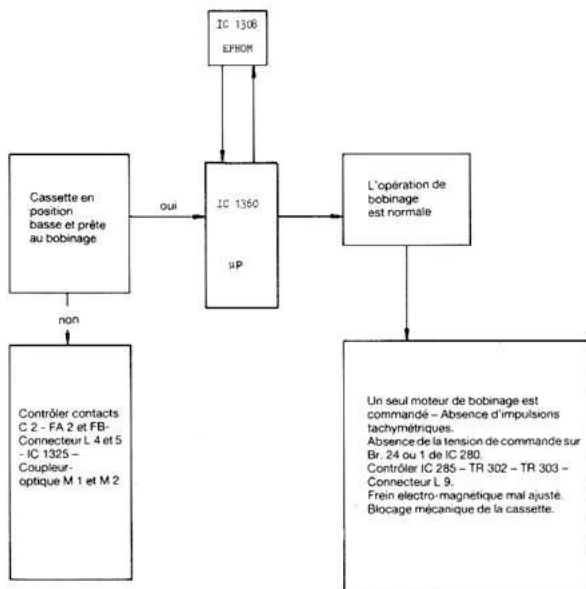 IC 1308
EPROM
Cassette en
position
basse et prête
au bobinage
oui
IC 1360
µP
L'opération de
bobinage
est normale
non
Contrôler contacts
C 2 - FA 2 et FB-
Connecteur L 4 et 5
- IC 1325 –
Coupleur-
optique M 1 et M 2
Un seul moteur de bobinage est
commandé – Absence d'impulsions
tachymétriques.
Absence de la tension de commande sur
Br. 24 ou 1 de IC 280.
Contrôler IC 285 – TR 302 – TR 303 –
Connecteur L 9.
Frein electro-magnétique mal ajusté.
Blocage mécanique de la cassette.